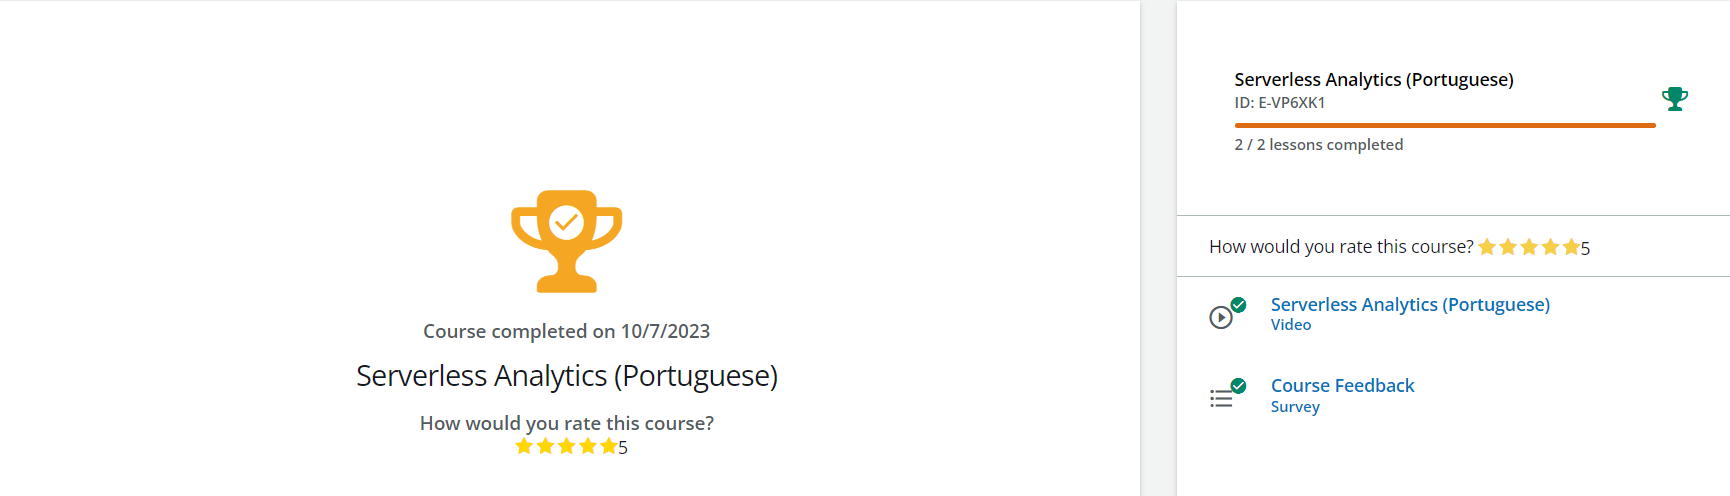 Course completed on 10/7/2023
Serverless Analytics (Portuguese)
How would you rate this course?
5
Serverless Analytics (Portuguese)
ID: E-VP6XK1
2 / 2 lessons completed
How would you rate this course? 5
Serverless Analytics (Portuguese)
Video
Course Feedback
Survey